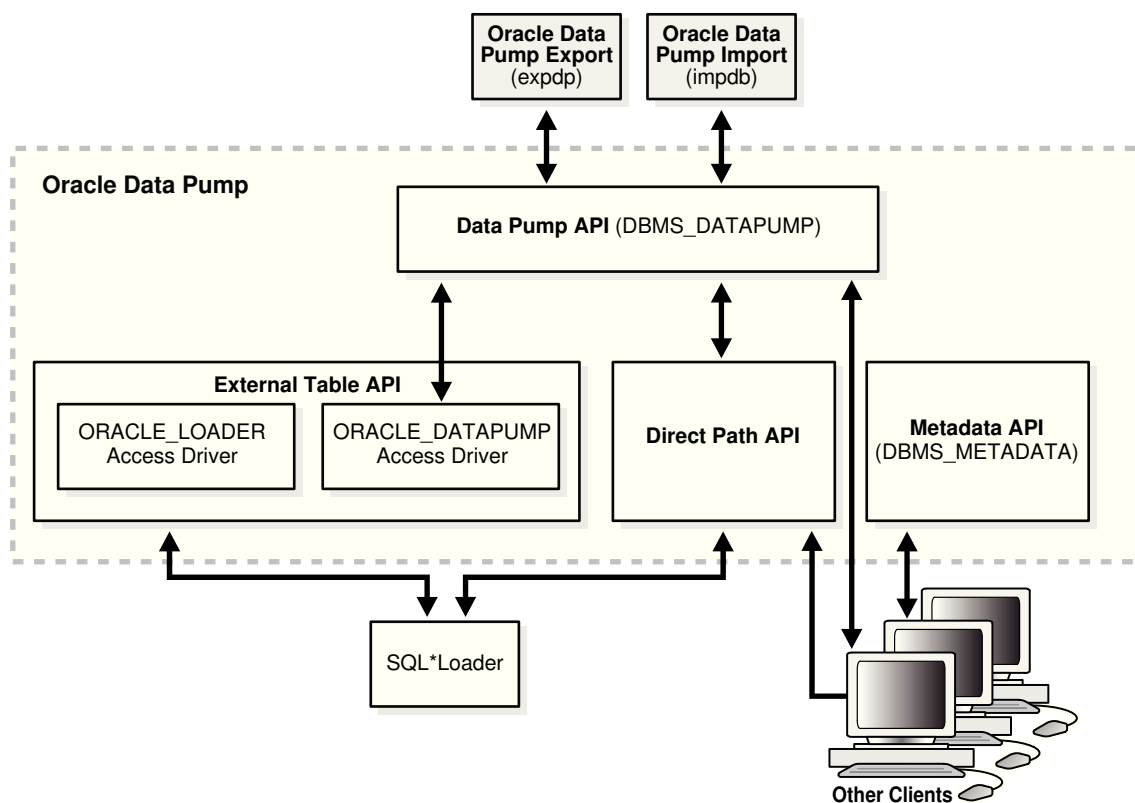 Oracle Data
Pump Export
(expdp)
Oracle Data
Pump Import
(impdb)
Oracle Data Pump
Data Pump API (DBMS_DATAPUMP)
External Table API
ORACLE_LOADER
Access Driver
ORACLE_DATAPUMP
Access Driver
Direct Path API
Metadata API
(DBMS_METADATA)
SQL*Loader
Other Clients